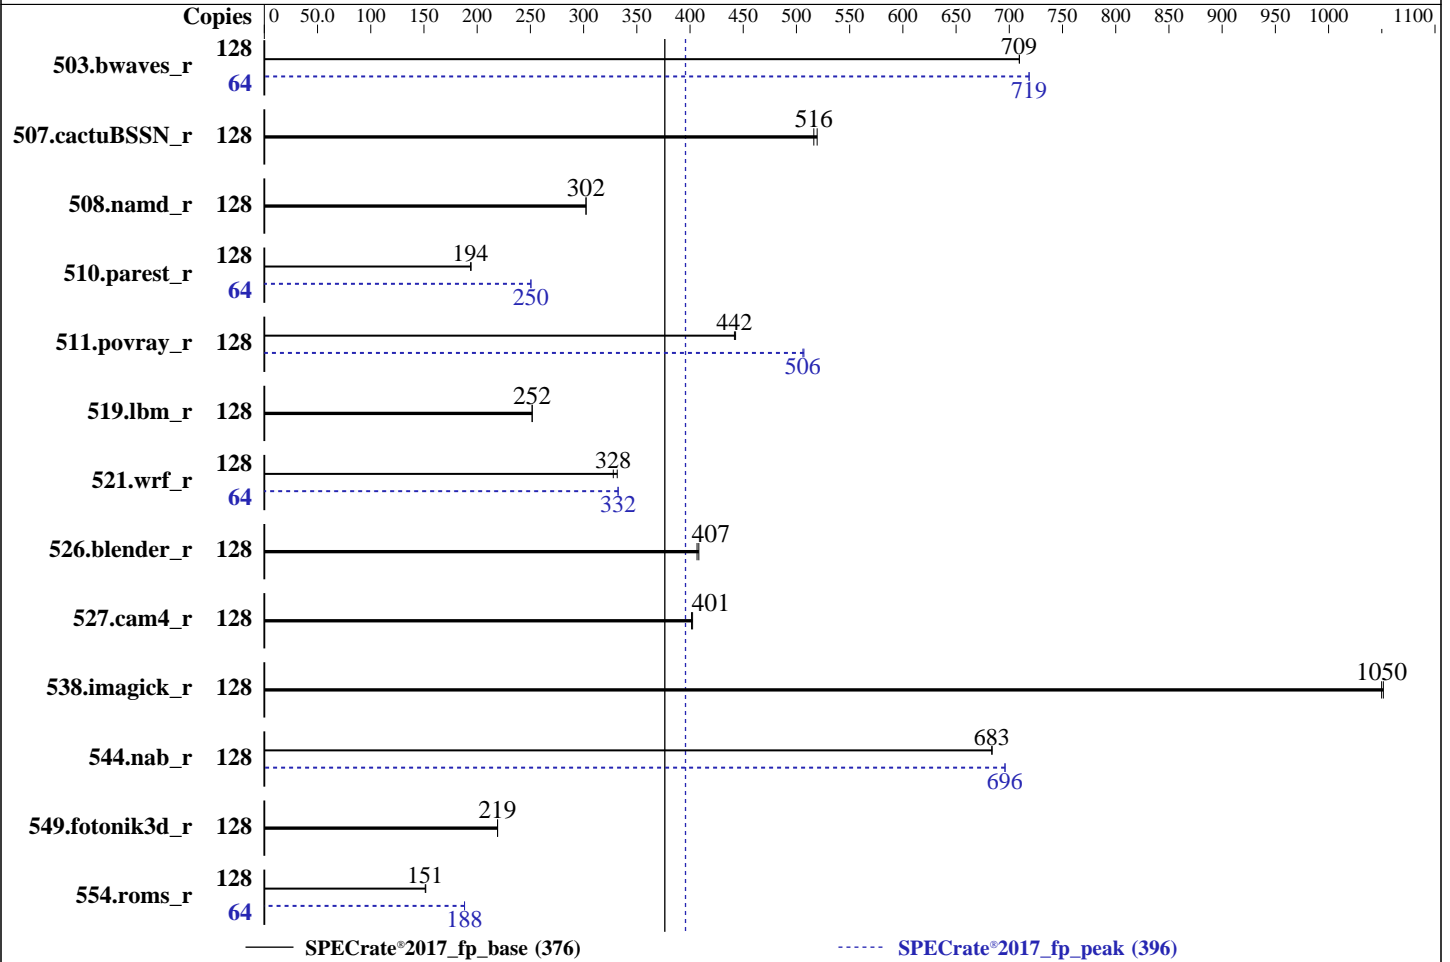 Copies 0 50.0 100 150 200 250 300 350 400 450 500 550 600 650 700 750 800 850 900 950 1000 1100
503.bwaves_r 128 709
64 719
507.cactuBSSN_r 128 516
508.namd_r 128 302
510.parest_r 128 194
64 250
511.povray_r 128 442
506
519.lbm_r 128 252
521.wrf_r 128 328
64 332
526.blender_r 128 407
527.cam4_r 128 401
538.imagick_r 128 1050
544.nab_r 128 683
696
549.fotonik3d_r 128 219
554.roms_r 128 151
64 188
SPECrate®2017_fp_base (376) SPECrate®2017_fp_peak (396)